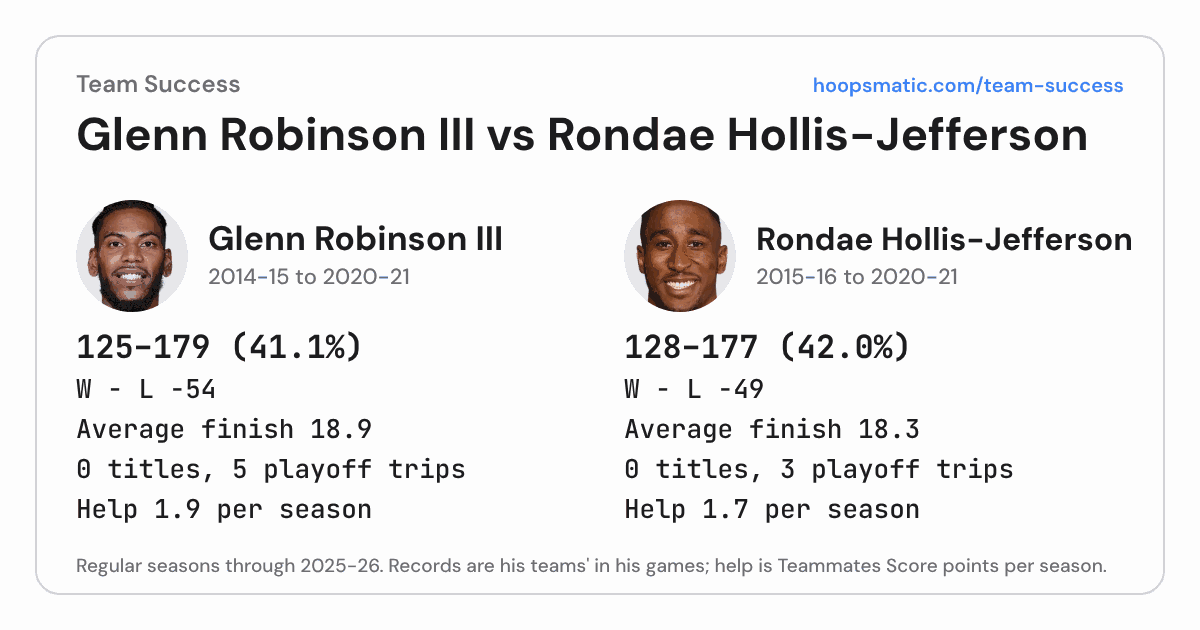 Team Success
hoopsmatic.com/team-success
Glenn Robinson III vs Rondae Hollis-Jefferson
Glenn Robinson III
2014-15 to 2020-21
125-179 (41.1%)
W - L -54
Average finish 18.9
0 titles, 5 playoff trips
Help 1.9 per season
Rondae Hollis-Jefferson
2015-16 to 2020-21
128-177 (42.0%)
W - L -49
Average finish 18.3
0 titles, 3 playoff trips
Help 1.7 per season
Regular seasons through 2025-26. Records are his teams' in his games; help is Teammates Score points per season.